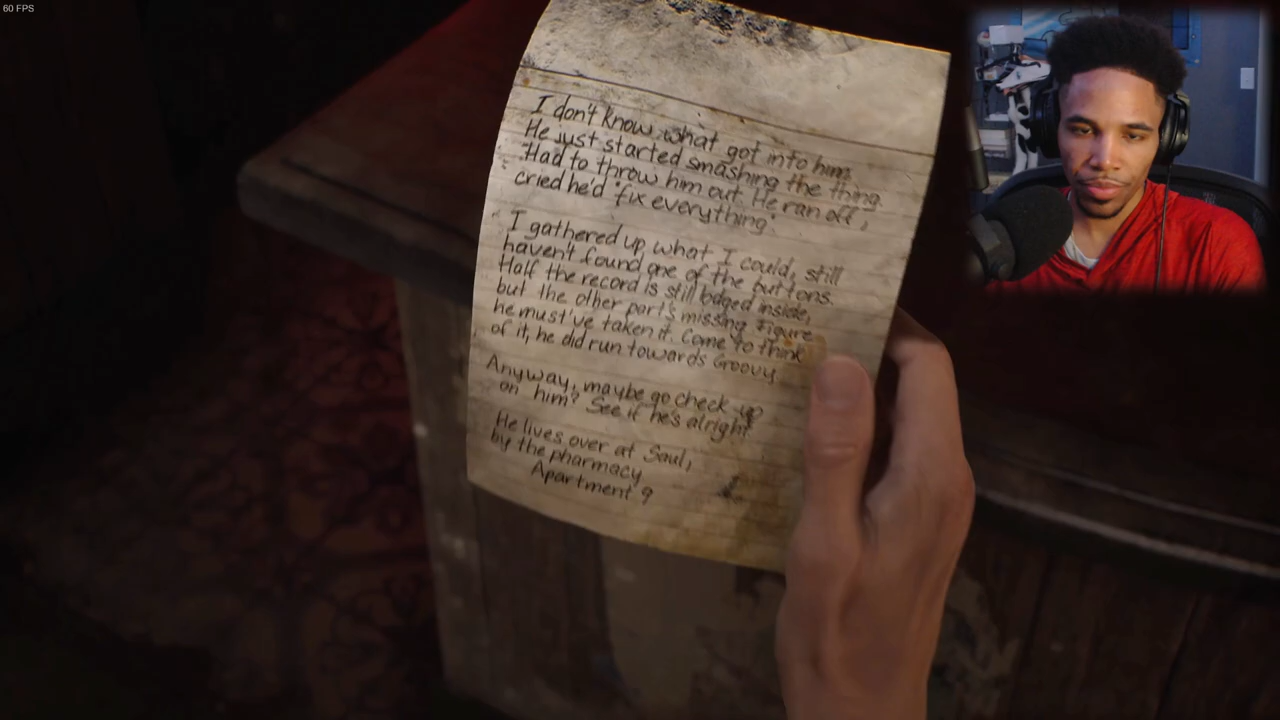 60 FPS
I don't know what got into him.
He just started smashing the thing.
Had to throw him out. He ran off,
cried he'd "fix everything".
I gathered up what I could, still
haven't found one of the buttons.
Half the record is still lodged inside,
but the other part's missing. Figure
he must've taken it. Come to think
of it, he did run towards Groovy
Anyway, maybe go check up
on him? See if he's alright
He lives over at Saul,
by the pharmacy
Apartment 9